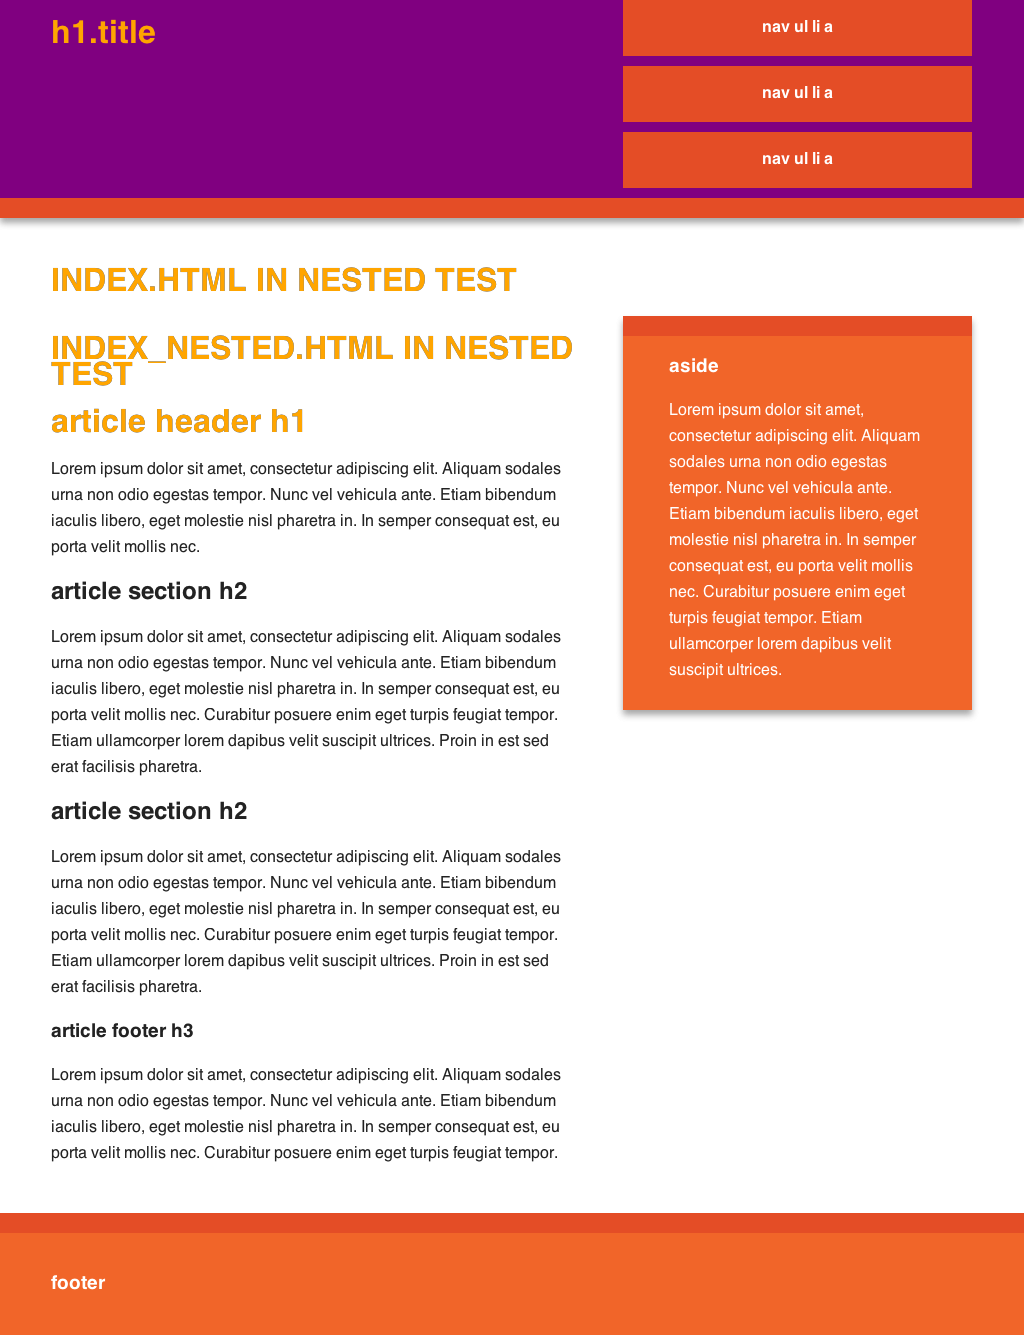 h1.title
nav ul li a
nav ul li a
nav ul li a
INDEX.HTML IN NESTED TEST
INDEX_NESTED.HTML IN NESTED
TEST
article header h1
Lorem ipsum dolor sit amet, consectetur adipiscing elit. Aliquam sodales
urna non odio egestas tempor. Nunc vel vehicula ante. Etiam bibendum
iaculis libero, eget molestie nisl pharetra in. In semper consequat est, eu
porta velit mollis nec.
article section h2
Lorem ipsum dolor sit amet, consectetur adipiscing elit. Aliquam sodales
urna non odio egestas tempor. Nunc vel vehicula ante. Etiam bibendum
iaculis libero, eget molestie nisl pharetra in. In semper consequat est, eu
porta velit mollis nec. Curabitur posuere enim eget turpis feugiat tempor.
Etiam ullamcorper lorem dapibus velit suscipit ultrices. Proin in est sed
erat facilisis pharetra.
article section h2
Lorem ipsum dolor sit amet, consectetur adipiscing elit. Aliquam sodales
urna non odio egestas tempor. Nunc vel vehicula ante. Etiam bibendum
iaculis libero, eget molestie nisl pharetra in. In semper consequat est, eu
porta velit mollis nec. Curabitur posuere enim eget turpis feugiat tempor.
Etiam ullamcorper lorem dapibus velit suscipit ultrices. Proin in est sed
erat facilisis pharetra.
article footer h3
Lorem ipsum dolor sit amet, consectetur adipiscing elit. Aliquam sodales
urna non odio egestas tempor. Nunc vel vehicula ante. Etiam bibendum
iaculis libero, eget molestie nisl pharetra in. In semper consequat est, eu
porta velit mollis nec. Curabitur posuere enim eget turpis feugiat tempor.
aside
Lorem ipsum dolor sit amet,
consectetur adipiscing elit. Aliquam
sodales urna non odio egestas
tempor. Nunc vel vehicula ante.
Etiam bibendum iaculis libero, eget
molestie nisl pharetra in. In semper
consequat est, eu porta velit mollis
nec. Curabitur posuere enim eget
turpis feugiat tempor. Etiam
ullamcorper lorem dapibus velit
suscipit ultrices.
footer